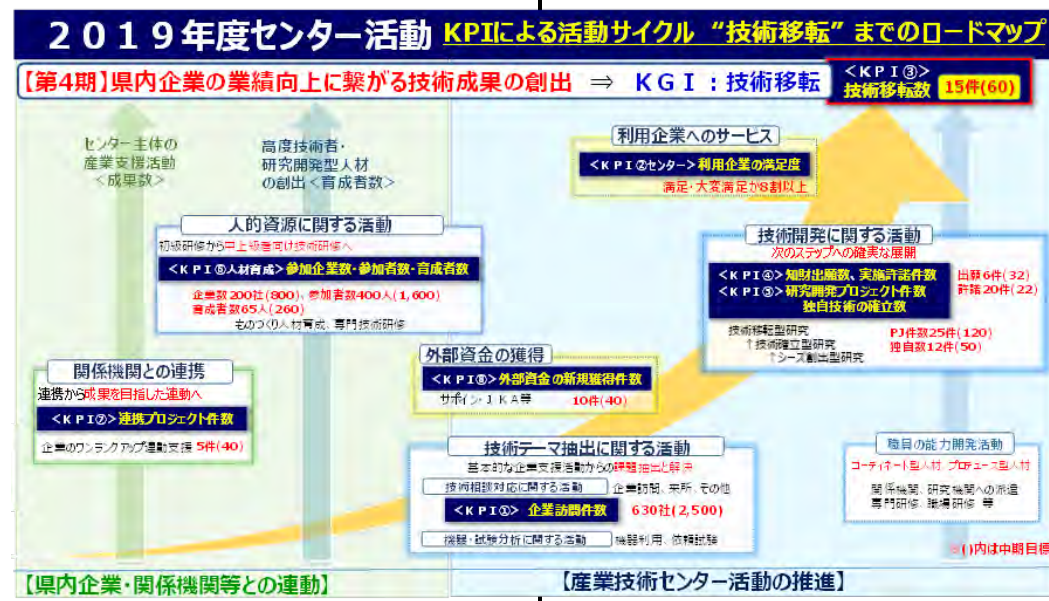 2019年度センター活動 KPIによる活動サイクル “技術移転” までのロードマップ
【第4期】県内企業の業績向上に繋がる技術成果の創出 ⇒ KGI:技術移転
<KPI③>
技術移転数 15件(60)
センター主体の
産業支援活動
<成果数>
高度技術者・
研究開発型人材
の創出<育成者数>
利用企業へのサービス
<KPI②センター>利用企業の満足度
満足・大変満足が8割以上
人的資源に関する活動
初級研修から中上級者向け技術研修へ
<KPI⑥人材育成>参加企業数・参加者数・育成者数
企業数200社(800)、参加者数400人(1,600)
育成者数65人(260)
ものづくり人材育成、専門技術研修
技術開発に関する活動
次のステップへの確実な展開
<KPI④>知財出願数、実施許諾件数
<KPI③>研究開発プロジェクト件数
独自技術の確立数
出願6件(32)
許諾20件(22)
技術移転型研究
↑技術確立型研究
↑シーズ創出型研究
PJ件数25件(120)
独自数12件(50)
関係機関との連携
連携から成果を目指した連動へ
<KPI⑦>連携プロジェクト件数
企業のワンランクアップ連動支援 5件(40)
外部資金の獲得
<KPI⑧>外部資金の新規獲得件数
サポイン・JKA等 10件(40)
技術テーマ抽出に関する活動
基本的な企業支援活動からの課題抽出と解決
技術相談対応に関する活動 企業訪問、来所、その他
<KPI①> 企業訪問件数 630社(2,500)
機器・試験分析に関する活動 機器利用、依頼試験
職員の能力開発活動
コーディネート型人材、プロデュース型人材
関係機関、研究機関への派遣
専門研修、職場研修 等
※()内は中期目標
【県内企業・関係機関等との連動】
【産業技術センター活動の推進】